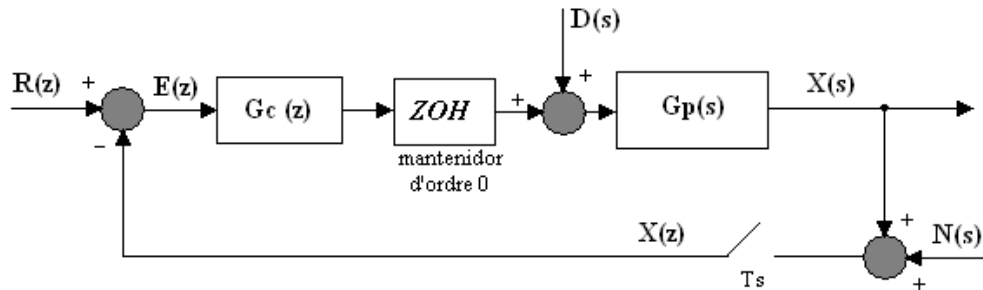 D(s)
R(z)
+
E(z)
Gc (z)
ZOH
+
+
Gp(s)
X(s)
−
mantenidor
d'ordre 0
X(z)
Ts
+
N(s)
+